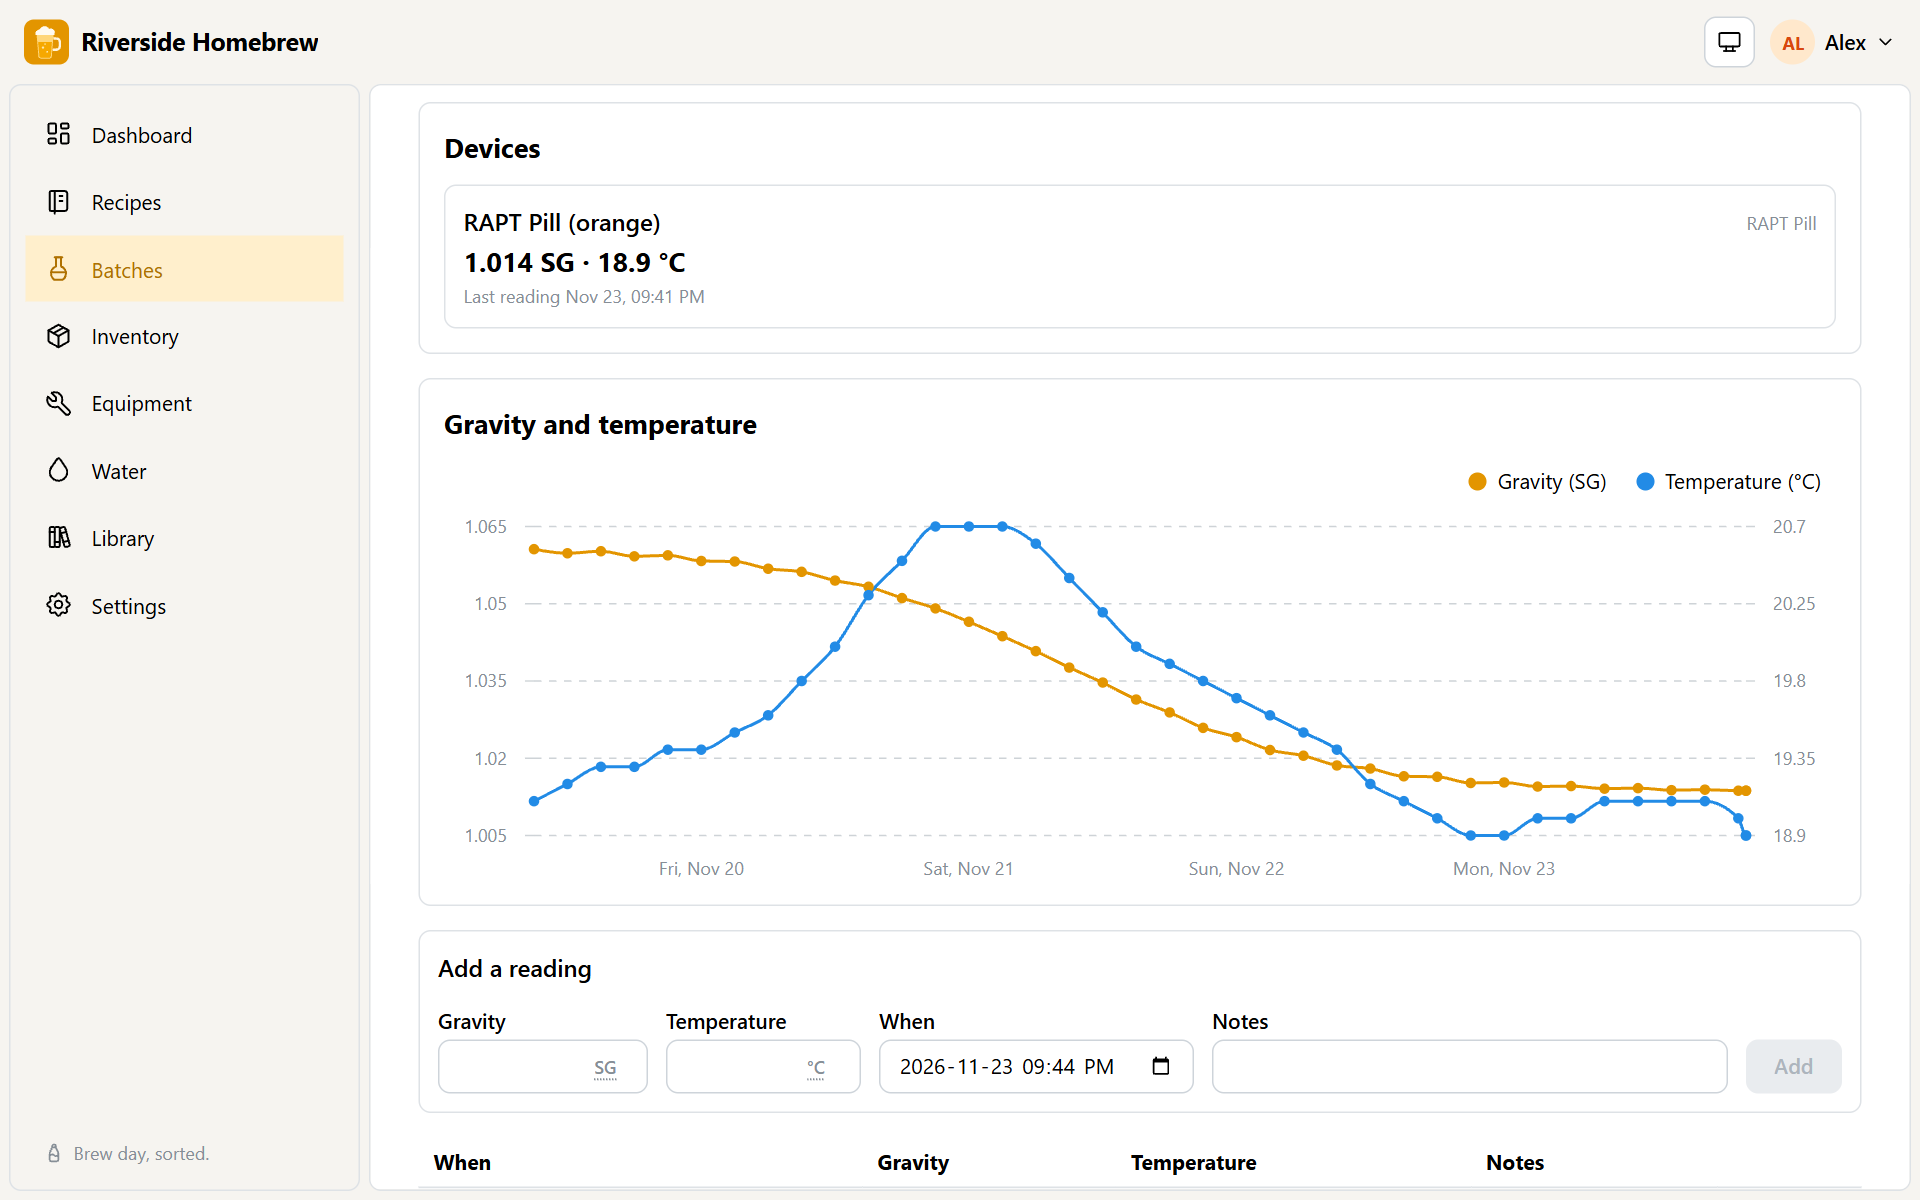 Riverside Homebrew
AL Alex
Dashboard
Recipes
Batches
Inventory
Equipment
Water
Library
Settings
Brew day, sorted.
Devices
RAPT Pill (orange)
RAPT Pill
1.014 SG · 18.9 °C
Last reading Nov 23, 09:41 PM
Gravity and temperature
Gravity (SG) Temperature (°C)
1.065 20.7
1.05 20.25
1.035 19.8
1.02 19.35
1.005 18.9
Fri, Nov 20 Sat, Nov 21 Sun, Nov 22 Mon, Nov 23
Add a reading
Gravity Temperature When Notes
SG °C 2026-11-23 09:44 PM Add
When Gravity Temperature Notes